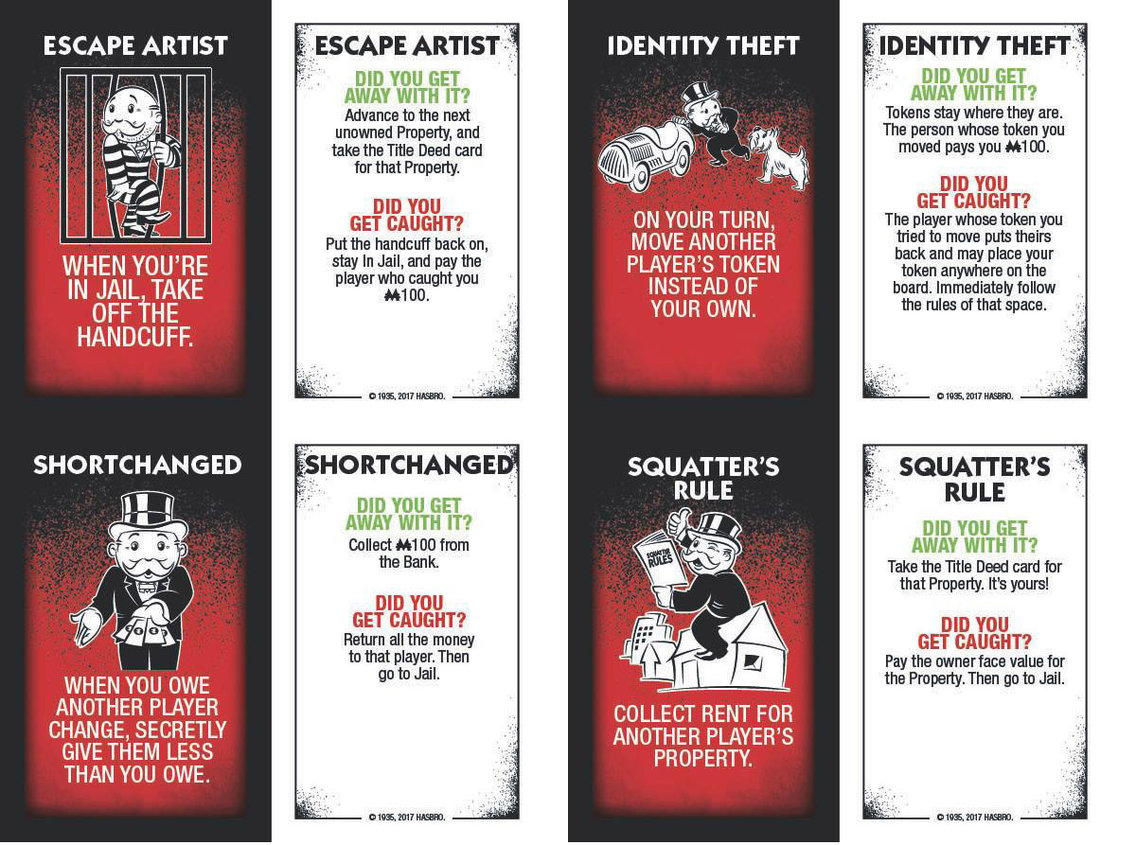 ESCAPE ARTIST
WHEN YOU'RE
IN JAIL, TAKE
OFF THE
HANDCUFF.
ESCAPE ARTIST
DID YOU GET
AWAY WITH IT?
Advance to the next
unowned Property, and
take the Title Deed card
for that Property.
DID YOU
GET CAUGHT?
Put the handcuff back on,
stay In Jail, and pay the
player who caught you
₩100.
© 1935, 2017 HASBRO.
IDENTITY THEFT
ON YOUR TURN,
MOVE ANOTHER
PLAYER'S TOKEN
INSTEAD OF
YOUR OWN.
IDENTITY THEFT
DID YOU GET
AWAY WITH IT?
Tokens stay where they are.
The person whose token you
moved pays you ₩100.
DID YOU
GET CAUGHT?
The player whose token you
tried to move puts theirs
back and may place your
token anywhere on the
board. Immediately follow
the rules of that space.
© 1935, 2017 HASBRO.
SHORTCHANGED
WHEN YOU OWE
ANOTHER PLAYER
CHANGE, SECRETLY
GIVE THEM LESS
THAN YOU OWE.
SHORTCHANGED
DID YOU GET
AWAY WITH IT?
Collect ₩100 from
the Bank.
DID YOU
GET CAUGHT?
Return all the money
to that player. Then
go to Jail.
© 1935, 2017 HASBRO.
SQUATTER'S
RULE
SQUATTER
RULES
COLLECT RENT FOR
ANOTHER PLAYER'S
PROPERTY.
SQUATTER'S
RULE
DID YOU GET
AWAY WITH IT?
Take the Title Deed card for
that Property. It's yours!
DID YOU
GET CAUGHT?
Pay the owner face value for
the Property. Then go to Jail.
© 1935, 2017 HASBRO.